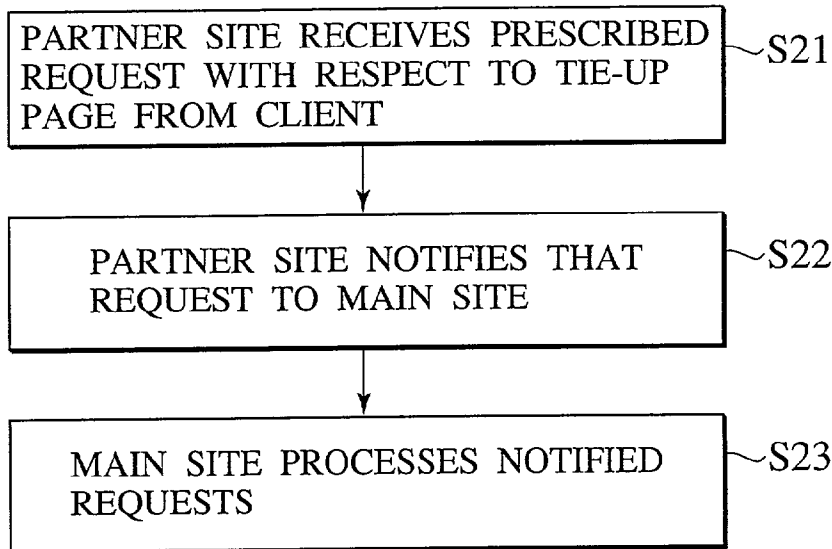 PARTNER SITE RECEIVES PRESCRIBED
REQUEST WITH RESPECT TO TIE-UP
PAGE FROM CLIENT
S21
PARTNER SITE NOTIFIES THAT
REQUEST TO MAIN SITE
S22
MAIN SITE PROCESSES NOTIFIED
REQUESTS
S23